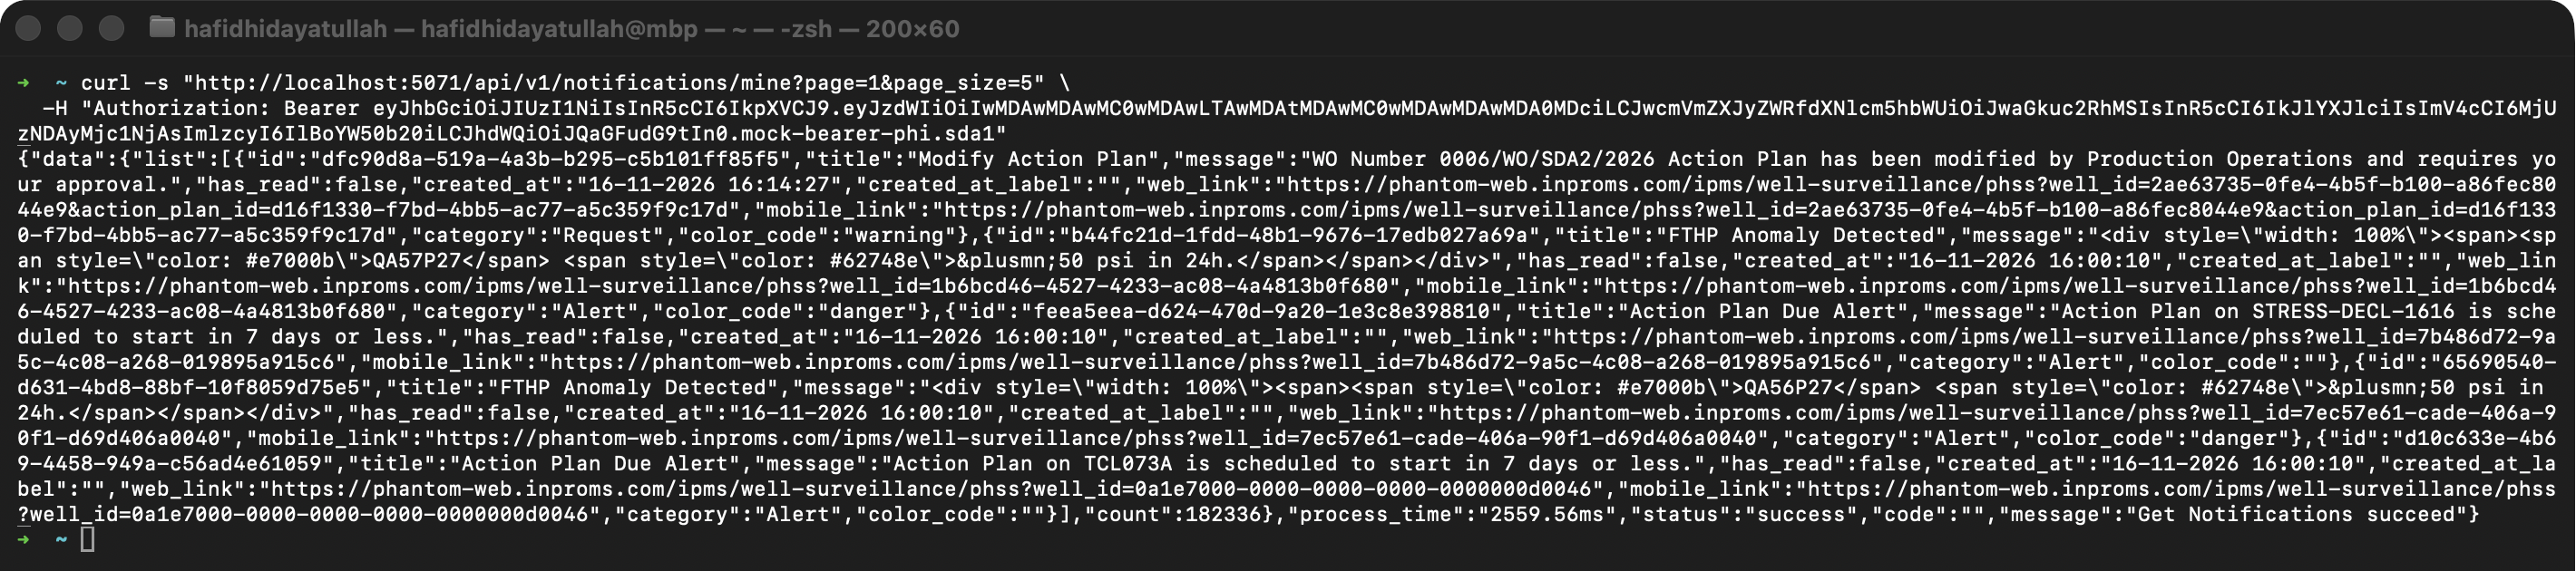 hafidhidayatullah — hafidhidayatullah@mbp — ~ — -zsh — 200×60
➜  ~ curl -s "http://localhost:5071/api/v1/notifications/mine?page=1&page_size=5" \
  -H "Authorization: Bearer eyJhbGciOiJIUzI1NiIsInR5cCI6IkpXVCJ9.eyJzdWIiOiIwMDAwMDAwMC0wMDAwLTAwMDAtMDAwMC0wMDAwMDAwMDA0MDciLCJwcmVmZXJyZWRfdXNlcm5hbWUiOiJwaGkuc2RhMSIsInR5cCI6IkJlYXJlciIsImV4cCI6MjU
zNDAyMjc1NjAsImlzcyI6IlBoYW50b20iLCJhdWQiOiJQaGFudG9tIn0.mock-bearer-phi.sda1"
{"data":{"list":[{"id":"dfc90d8a-519a-4a3b-b295-c5b101ff85f5","title":"Modify Action Plan","message":"WO Number 0006/WO/SDA2/2026 Action Plan has been modified by Production Operations and requires yo
ur approval.","has_read":false,"created_at":"16-11-2026 16:14:27","created_at_label":"","web_link":"https://phantom-web.inproms.com/ipms/well-surveillance/phss?well_id=2ae63735-0fe4-4b5f-b100-a86fec80
44e9&action_plan_id=d16f1330-f7bd-4bb5-ac77-a5c359f9c17d","mobile_link":"https://phantom-web.inproms.com/ipms/well-surveillance/phss?well_id=2ae63735-0fe4-4b5f-b100-a86fec8044e9&action_plan_id=d16f133
0-f7bd-4bb5-ac77-a5c359f9c17d","category":"Request","color_code":"warning"},{"id":"b44fc21d-1fdd-48b1-9676-17edb027a69a","title":"FTHP Anomaly Detected","message":"<div style=\"width: 100%\"><span><sp
an style=\"color: #e7000b\">QA57P27</span> <span style=\"color: #62748e\">&plusmn;50 psi in 24h.</span></span></div>","has_read":false,"created_at":"16-11-2026 16:00:10","created_at_label":"","web_lin
k":"https://phantom-web.inproms.com/ipms/well-surveillance/phss?well_id=1b6bcd46-4527-4233-ac08-4a4813b0f680","mobile_link":"https://phantom-web.inproms.com/ipms/well-surveillance/phss?well_id=1b6bcd4
6-4527-4233-ac08-4a4813b0f680","category":"Alert","color_code":"danger"},{"id":"feea5eea-d624-470d-9a20-1e3c8e398810","title":"Action Plan Due Alert","message":"Action Plan on STRESS-DECL-1616 is sche
duled to start in 7 days or less.","has_read":false,"created_at":"16-11-2026 16:00:10","created_at_label":"","web_link":"https://phantom-web.inproms.com/ipms/well-surveillance/phss?well_id=7b486d72-9a
5c-4c08-a268-019895a915c6","mobile_link":"https://phantom-web.inproms.com/ipms/well-surveillance/phss?well_id=7b486d72-9a5c-4c08-a268-019895a915c6","category":"Alert","color_code":""},{"id":"65690540-
d631-4bd8-88bf-10f8059d75e5","title":"FTHP Anomaly Detected","message":"<div style=\"width: 100%\"><span><span style=\"color: #e7000b\">QA56P27</span> <span style=\"color: #62748e\">&plusmn;50 psi in 
24h.</span></span></div>","has_read":false,"created_at":"16-11-2026 16:00:10","created_at_label":"","web_link":"https://phantom-web.inproms.com/ipms/well-surveillance/phss?well_id=7ec57e61-cade-406a-9
0f1-d69d406a0040","mobile_link":"https://phantom-web.inproms.com/ipms/well-surveillance/phss?well_id=7ec57e61-cade-406a-90f1-d69d406a0040","category":"Alert","color_code":"danger"},{"id":"d10c633e-4b6
9-4458-949a-c56ad4e61059","title":"Action Plan Due Alert","message":"Action Plan on TCL073A is scheduled to start in 7 days or less.","has_read":false,"created_at":"16-11-2026 16:00:10","created_at_la
bel":"","web_link":"https://phantom-web.inproms.com/ipms/well-surveillance/phss?well_id=0a1e7000-0000-0000-0000-0000000d0046","mobile_link":"https://phantom-web.inproms.com/ipms/well-surveillance/phss
?well_id=0a1e7000-0000-0000-0000-0000000d0046","category":"Alert","color_code":""}],"count":182336},"process_time":"2559.56ms","status":"success","code":"","message":"Get Notifications succeed"}
➜  ~